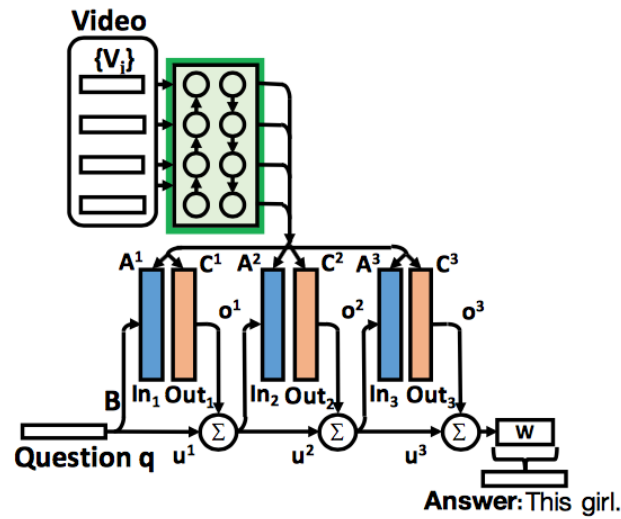 Video
{Vi}
A¹ C¹ A² C² A³ C³
o¹ o² o³
B In₁ Out₁ In₂ Out₂ In₃ Out₃
Σ Σ Σ W
Question q u¹ u² u³
Answer: This girl.